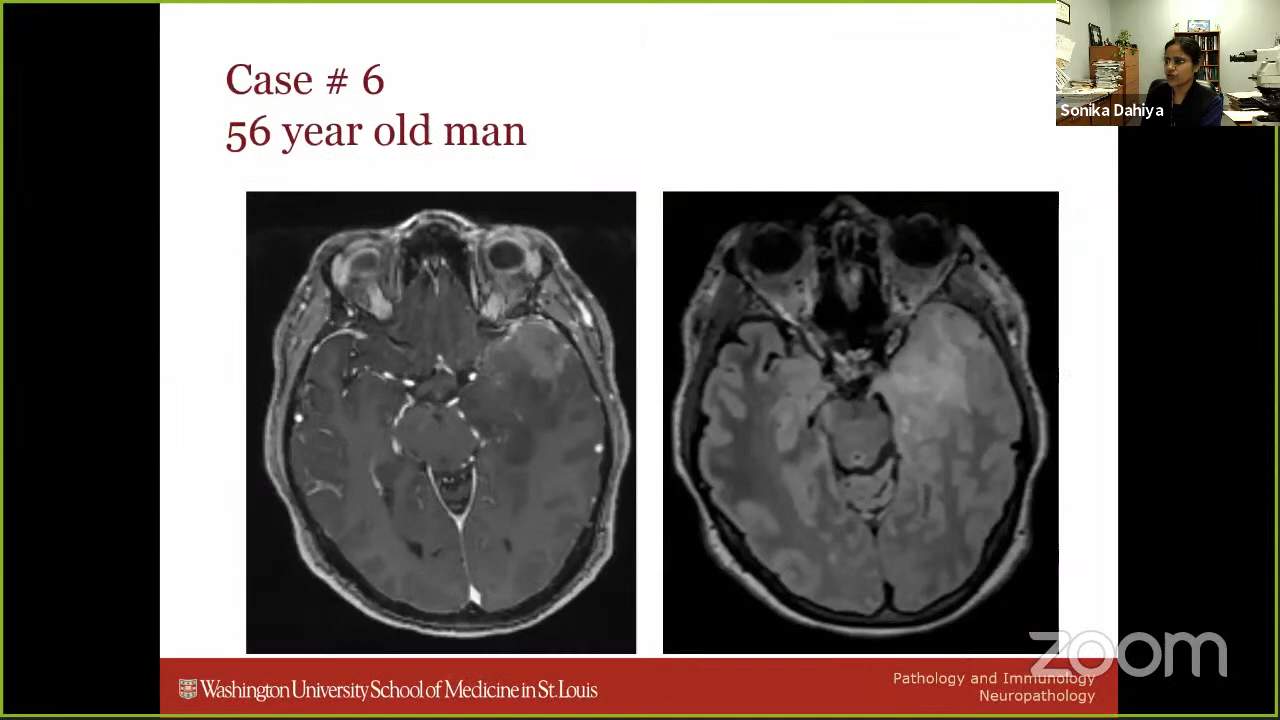 Case # 6
56 year old man
Sonika Dahiya
zoom
Washington University School of Medicine in St. Louis
Pathology and Immunology
Neuropathology